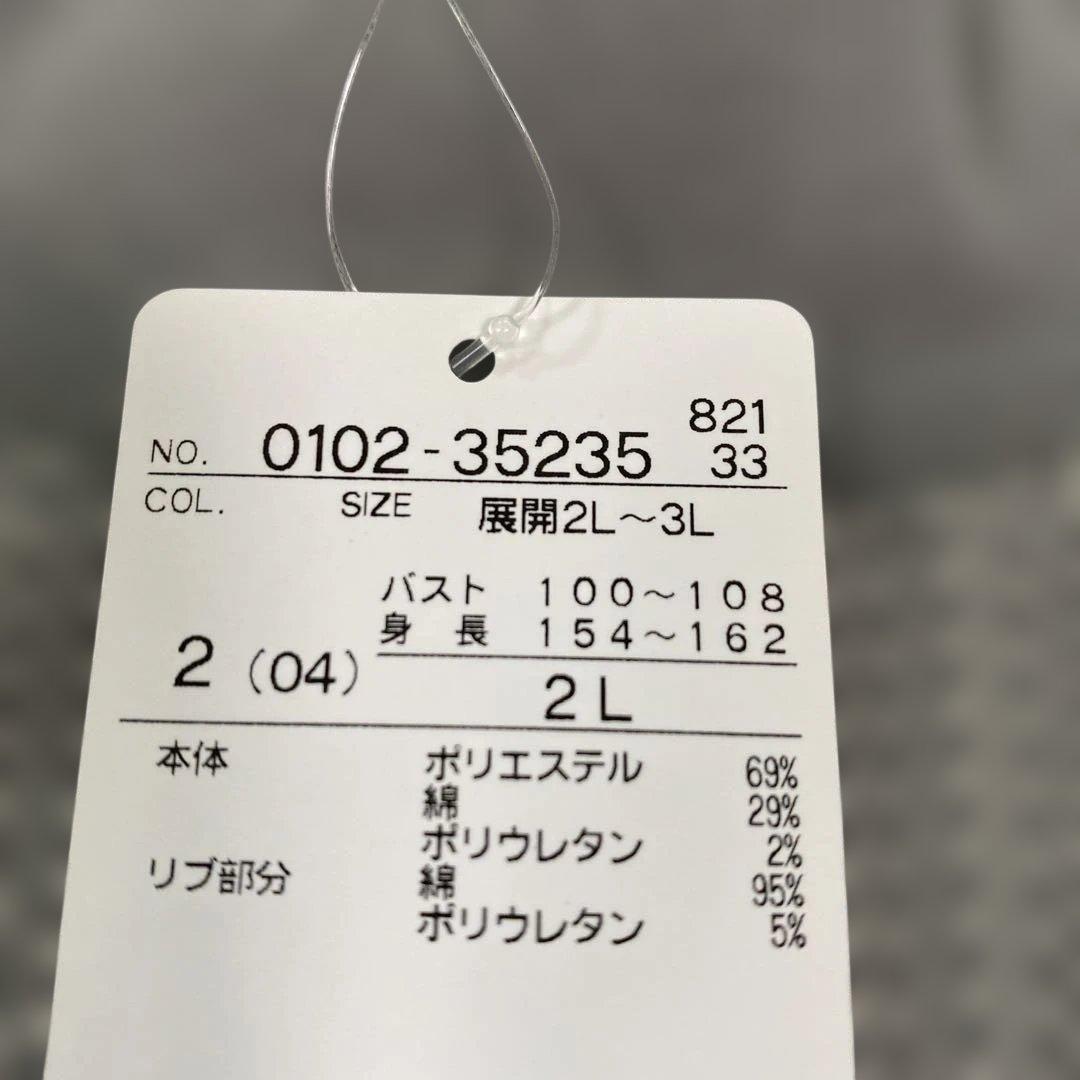 821
NO. 0102-35235 33
COL. SIZE 展開2L～3L
バスト 100～108
身 長 154～162
2 (04) 2L
本体 ポリエステル 69%
綿 29%
ポリウレタン 2%
リブ部分 綿 95%
ポリウレタン 5%